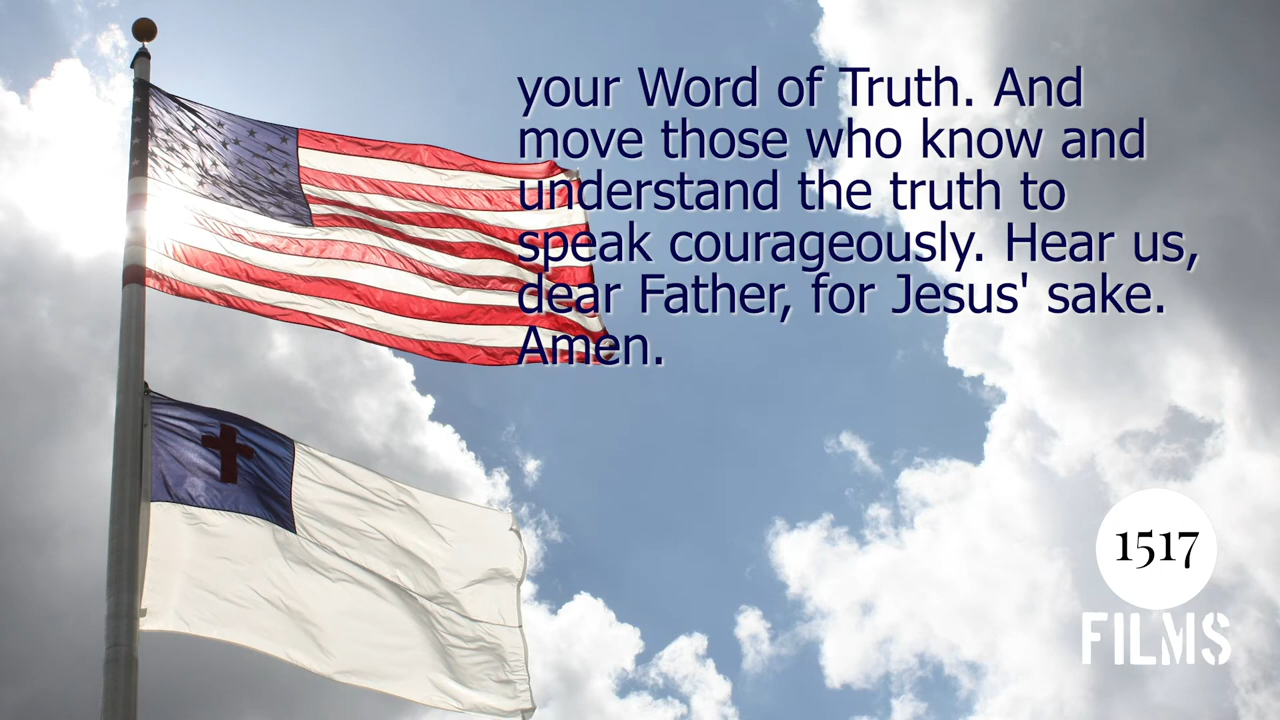 your Word of Truth. And
move those who know and
understand the truth to
speak courageously. Hear us,
dear Father, for Jesus' sake.
Amen.
1517
FILMS